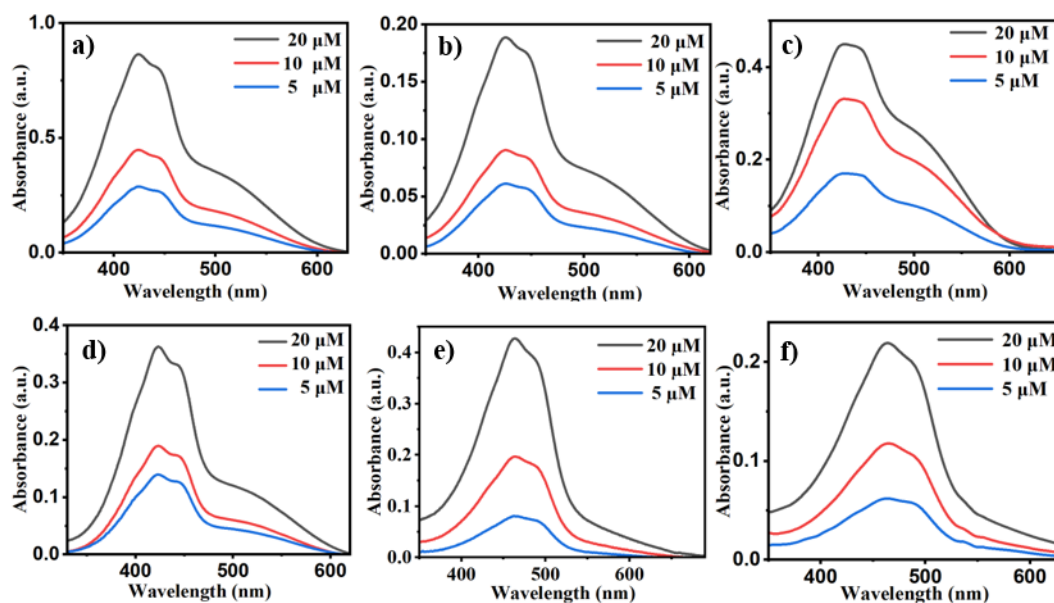 a)
1.0
0.5
0.0
Absorbance (a.u.)
20 μM
10 μM
5 μM
400 500 600
Wavelength (nm)
b)
0.20
0.15
0.10
0.05
0.00
Absorbance (a.u.)
20 μM
10 μM
5 μM
400 500 600
Wavelength (nm)
c)
0.4
0.2
0.0
Absorbance (a.u.)
20 μM
10 μM
5 μM
400 500 600
Wavelength (nm)
d)
0.4
0.3
0.2
0.1
0.0
Absorbance (a.u.)
20 μM
10 μM
5 μM
400 500 600
Wavelength (nm)
e)
0.4
0.3
0.2
0.1
0.0
Absorbance (a.u.)
20 μM
10 μM
5 μM
400 500 600
Wavelength (nm)
f)
0.2
0.1
0.0
Absorbance (a.u.)
20 μM
10 μM
5 μM
400 500 600
Wavelength (nm)